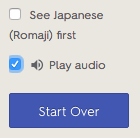 See Japanese
(Romaji) first
Play audio
Start Over